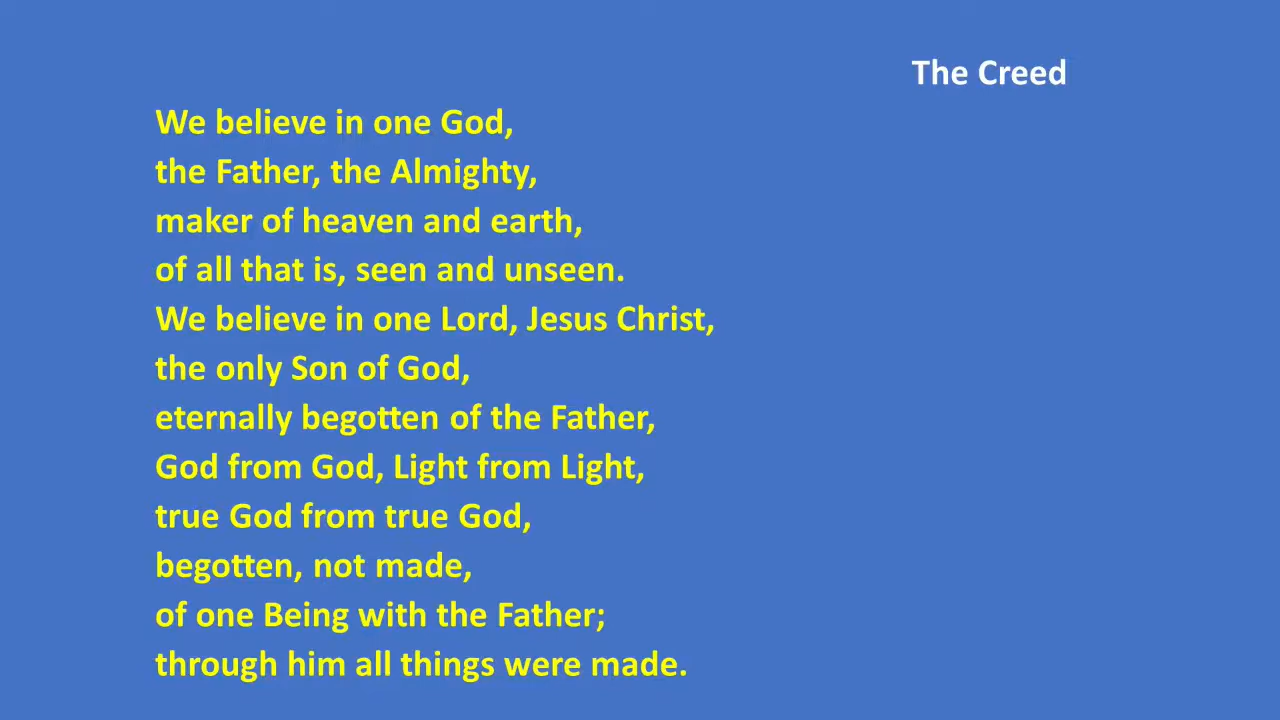 The Creed
We believe in one God,
the Father, the Almighty,
maker of heaven and earth,
of all that is, seen and unseen.
We believe in one Lord, Jesus Christ,
the only Son of God,
eternally begotten of the Father,
God from God, Light from Light,
true God from true God,
begotten, not made,
of one Being with the Father;
through him all things were made.